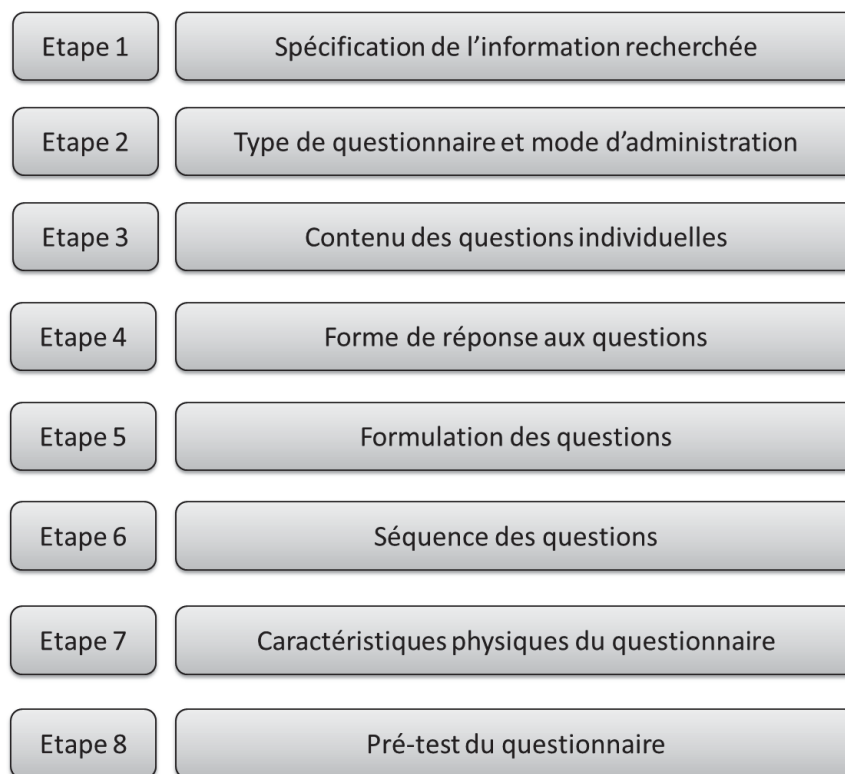 Etape 1 Spécification de l’information recherchée
Etape 2 Type de questionnaire et mode d’administration
Etape 3 Contenu des questions individuelles
Etape 4 Forme de réponse aux questions
Etape 5 Formulation des questions
Etape 6 Séquence des questions
Etape 7 Caractéristiques physiques du questionnaire
Etape 8 Pré-test du questionnaire